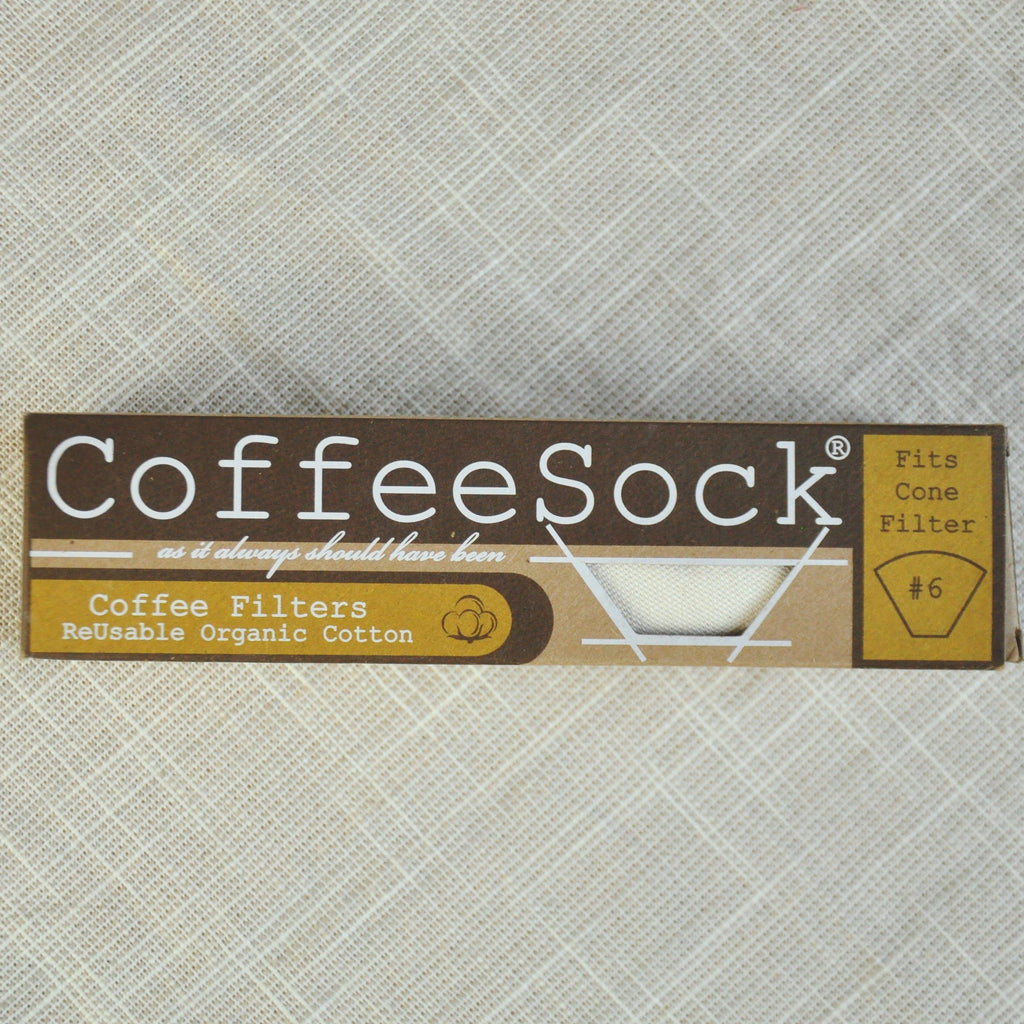 CoffeeSock®
as it always should have been
Coffee Filters
ReUsable Organic Cotton
Fits
Cone
Filter
#6